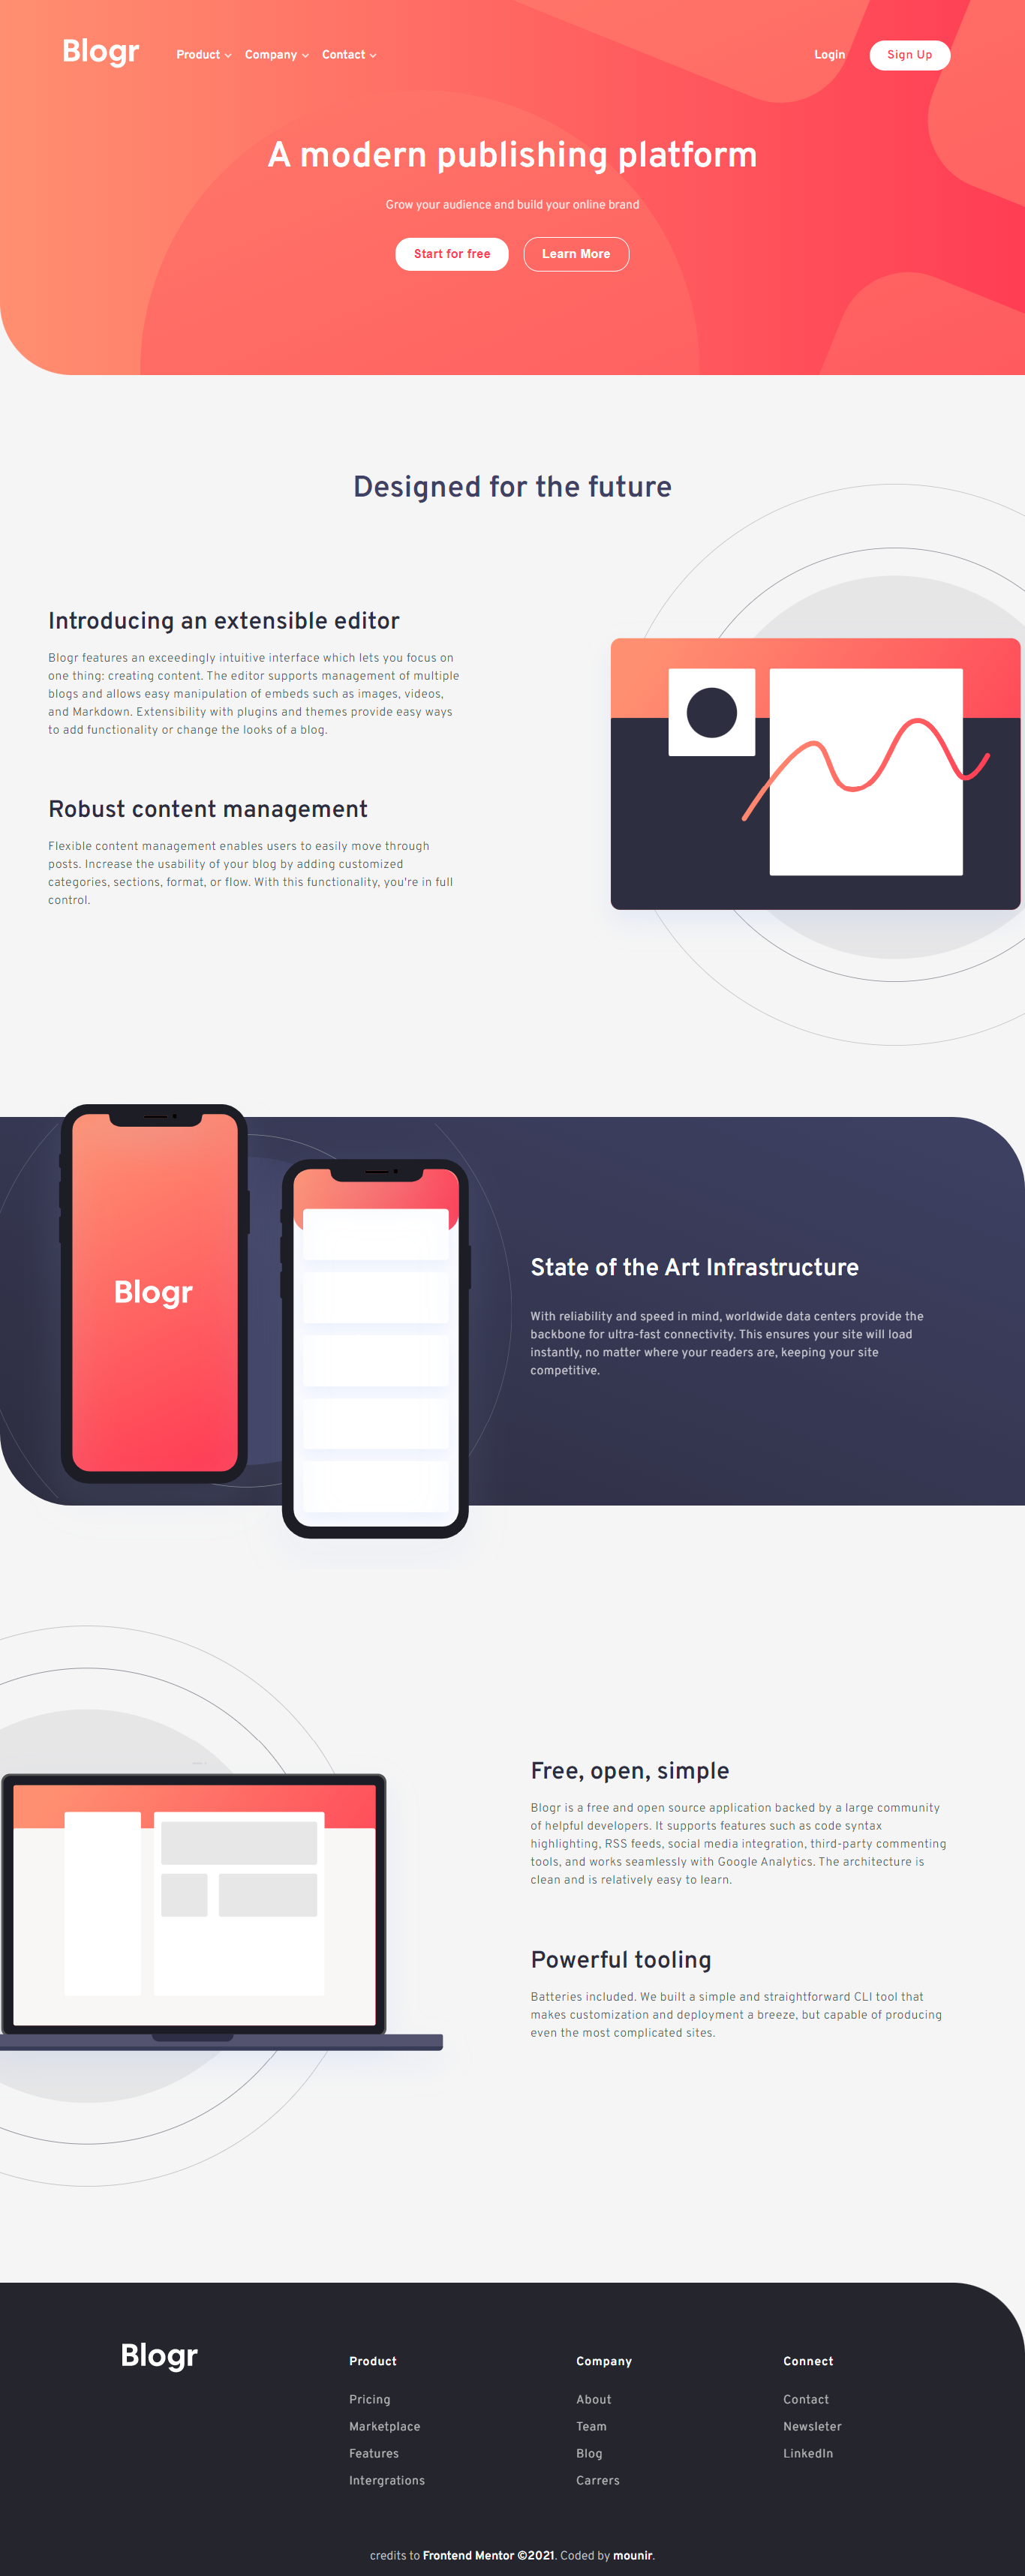 Blogr Product Company Contact Login Sign Up
A modern publishing platform
Grow your audience and build your online brand
Start for free Learn More
Designed for the future
Introducing an extensible editor
Blogr features an exceedingly intuitive interface which lets you focus on
one thing: creating content. The editor supports management of multiple
blogs and allows easy manipulation of embeds such as images, videos,
and Markdown. Extensibility with plugins and themes provide easy ways
to add functionality or change the looks of a blog.
Robust content management
Flexible content management enables users to easily move through
posts. Increase the usability of your blog by adding customized
categories, sections, format, or flow. With this functionality, you're in full
control.
Blogr
State of the Art Infrastructure
With reliability and speed in mind, worldwide data centers provide the
backbone for ultra-fast connectivity. This ensures your site will load
instantly, no matter where your readers are, keeping your site
competitive.
Free, open, simple
Blogr is a free and open source application backed by a large community
of helpful developers. It supports features such as code syntax
highlighting, RSS feeds, social media integration, third-party commenting
tools, and works seamlessly with Google Analytics. The architecture is
clean and is relatively easy to learn.
Powerful tooling
Batteries included. We built a simple and straightforward CLI tool that
makes customization and deployment a breeze, but capable of producing
even the most complicated sites.
Blogr
Product
Pricing
Marketplace
Features
Intergrations
Company
About
Team
Blog
Carrers
Connect
Contact
Newsleter
LinkedIn
credits to Frontend Mentor ©2021. Coded by mounir.